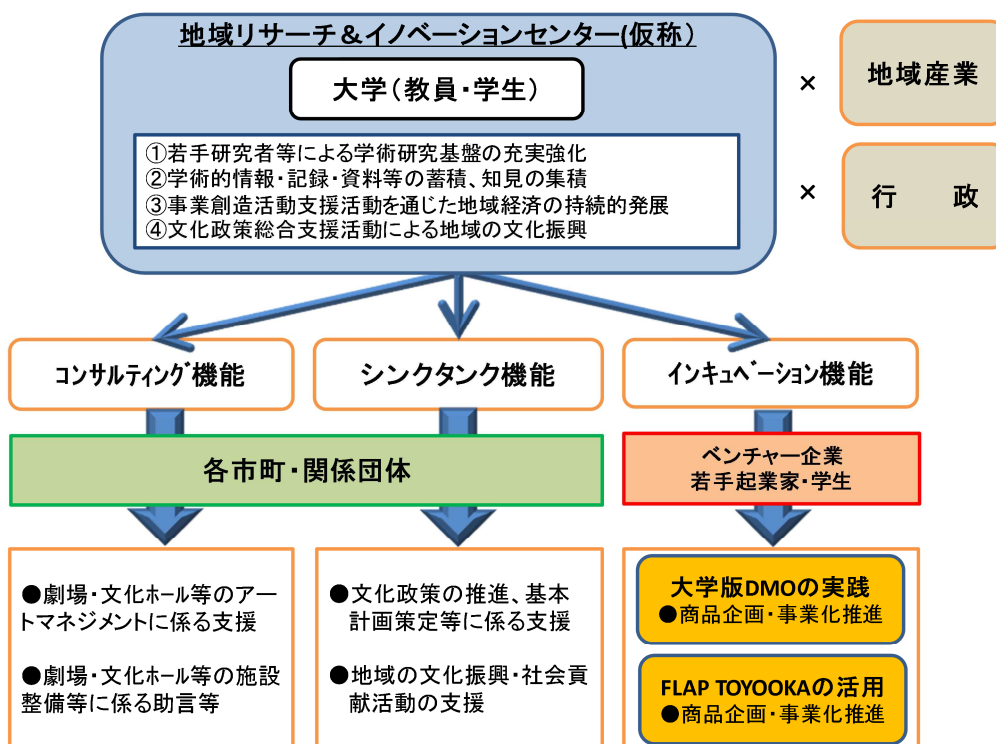 地域リサーチ＆イノベーションセンター(仮称）
大学（教員・学生）
×
地域産業
①若手研究者等による学術研究基盤の充実強化
②学術的情報・記録・資料等の蓄積、知見の集積
③事業創造活動支援活動を通じた地域経済の持続的発展
④文化政策総合支援活動による地域の文化振興
×
行　政
ｺﾝｻﾙﾃｨﾝｸﾞ機能
シンクタンク機能
ｲﾝｷｭﾍﾞｰｼｮﾝ機能
各市町・関係団体
ベンチャー企業
若手起業家・学生
●劇場・文化ﾎｰﾙ等のアー
トマネジメントに係る支援
●劇場・文化ﾎｰﾙ等の施設
整備等に係る助言等
●文化政策の推進、基本
計画策定等に係る支援
●地域の文化振興・社会貢
献活動の支援
大学版DMOの実践
●商品企画・事業化推進
FLAP TOYOOKAの活用
●商品企画・事業化推進